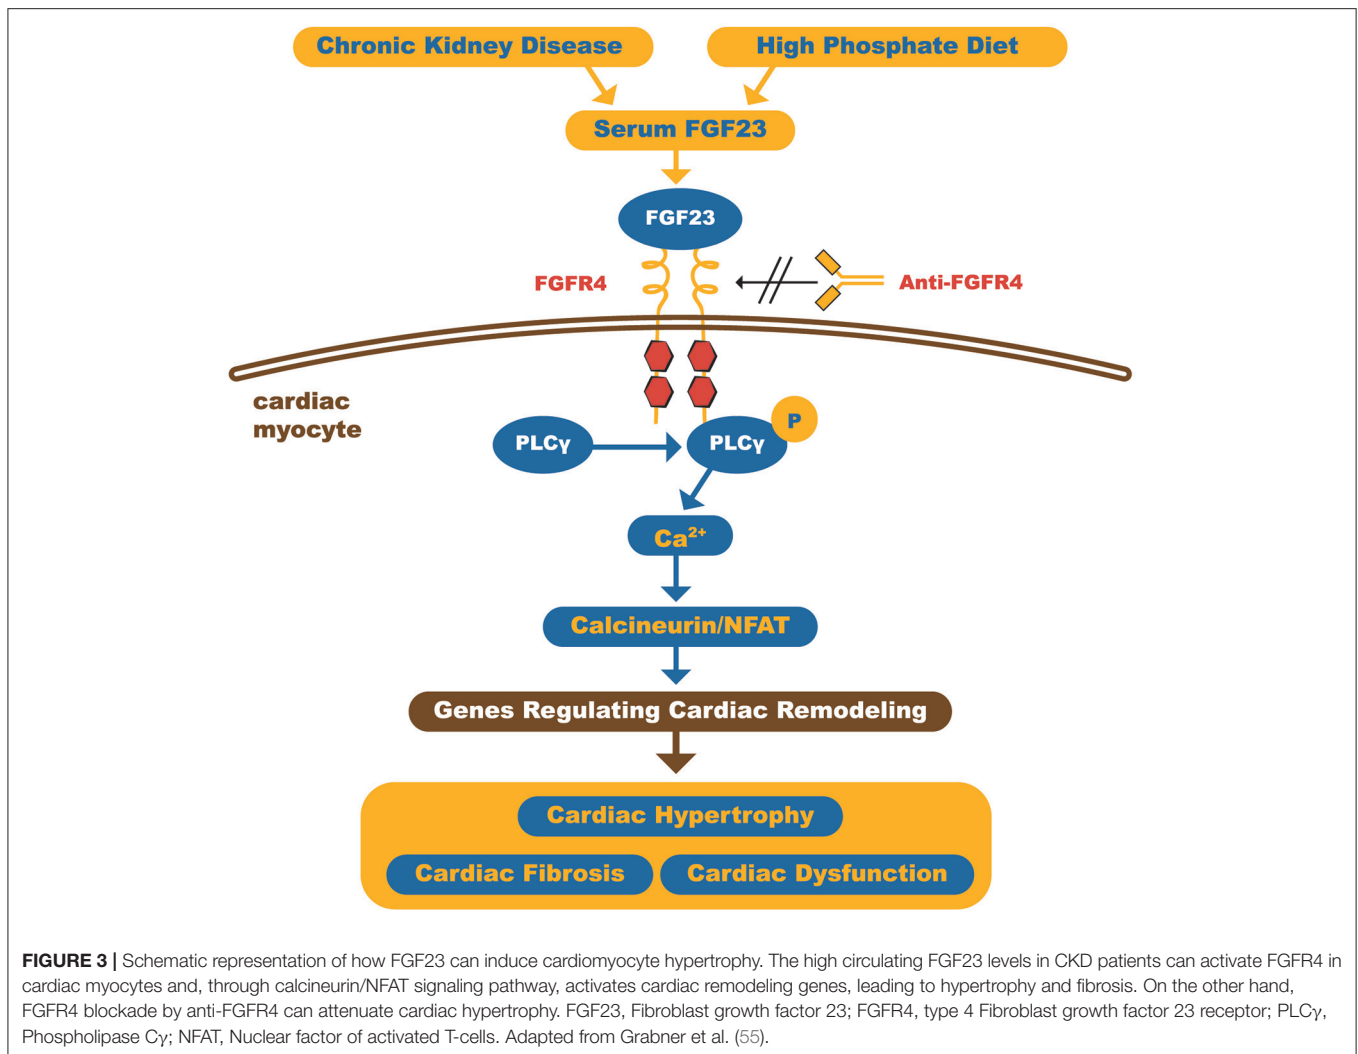 Chronic Kidney Disease
High Phosphate Diet
Serum FGF23
FGF23
FGFR4
Anti-FGFR4
cardiac
myocyte
PLCγ
PLCγ
P
Ca²⁺
Calcineurin/NFAT
Genes Regulating Cardiac Remodeling
Cardiac Hypertrophy
Cardiac Fibrosis
Cardiac Dysfunction
FIGURE 3 | Schematic representation of how FGF23 can induce cardiomyocyte hypertrophy. The high circulating FGF23 levels in CKD patients can activate FGFR4 in
cardiac myocytes and, through calcineurin/NFAT signaling pathway, activates cardiac remodeling genes, leading to hypertrophy and fibrosis. On the other hand,
FGFR4 blockade by anti-FGFR4 can attenuate cardiac hypertrophy. FGF23, Fibroblast growth factor 23; FGFR4, type 4 Fibroblast growth factor 23 receptor; PLCγ,
Phospholipase Cγ; NFAT, Nuclear factor of activated T-cells. Adapted from Grabner et al. (55).